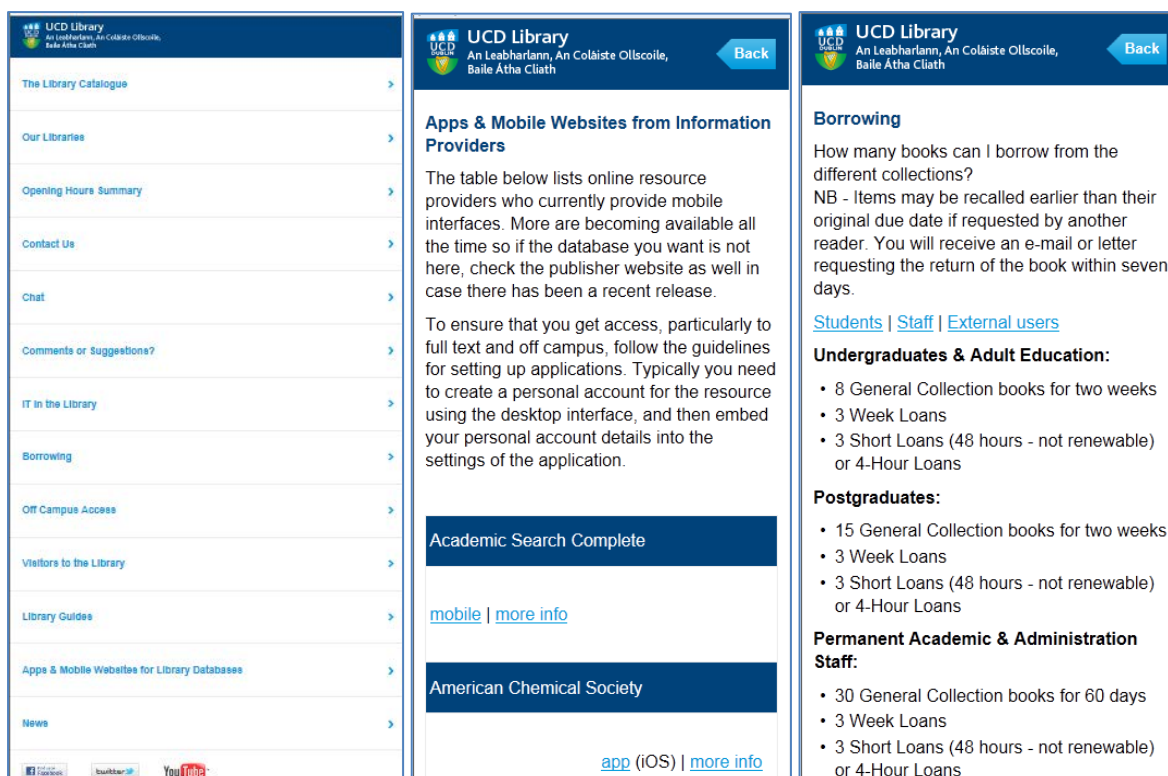 UCD Library
An Leabharlann, An Coláiste Ollscoile,
Baile Átha Cliath
The Library Catalogue
Our Libraries
Opening Hours Summary
Contact Us
Chat
Comments or Suggestions?
IT in the Library
Borrowing
Off Campus Access
Visitors to the Library
Library Guides
Apps & Mobile Websites for Library Databases
News
Facebook
twitter
YouTube
UCD
DUBLIN
UCD Library
An Leabharlann, An Coláiste Ollscoile,
Baile Átha Cliath
Back
Apps & Mobile Websites from Information
Providers
The table below lists online resource
providers who currently provide mobile
interfaces. More are becoming available all
the time so if the database you want is not
here, check the publisher website as well in
case there has been a recent release.
To ensure that you get access, particularly to
full text and off campus, follow the guidelines
for setting up applications. Typically you need
to create a personal account for the resource
using the desktop interface, and then embed
your personal account details into the
settings of the application.
Academic Search Complete
mobile | more info
American Chemical Society
app (iOS) | more info
UCD
DUBLIN
UCD Library
An Leabharlann, An Coláiste Ollscoile,
Baile Átha Cliath
Back
Borrowing
How many books can I borrow from the
different collections?
NB - Items may be recalled earlier than their
original due date if requested by another
reader. You will receive an e-mail or letter
requesting the return of the book within seven
days.
Students | Staff | External users
Undergraduates & Adult Education:
• 8 General Collection books for two weeks
• 3 Week Loans
• 3 Short Loans (48 hours - not renewable)
or 4-Hour Loans
Postgraduates:
• 15 General Collection books for two weeks
• 3 Week Loans
• 3 Short Loans (48 hours - not renewable)
or 4-Hour Loans
Permanent Academic & Administration
Staff:
• 30 General Collection books for 60 days
• 3 Week Loans
• 3 Short Loans (48 hours - not renewable)
or 4-Hour Loans